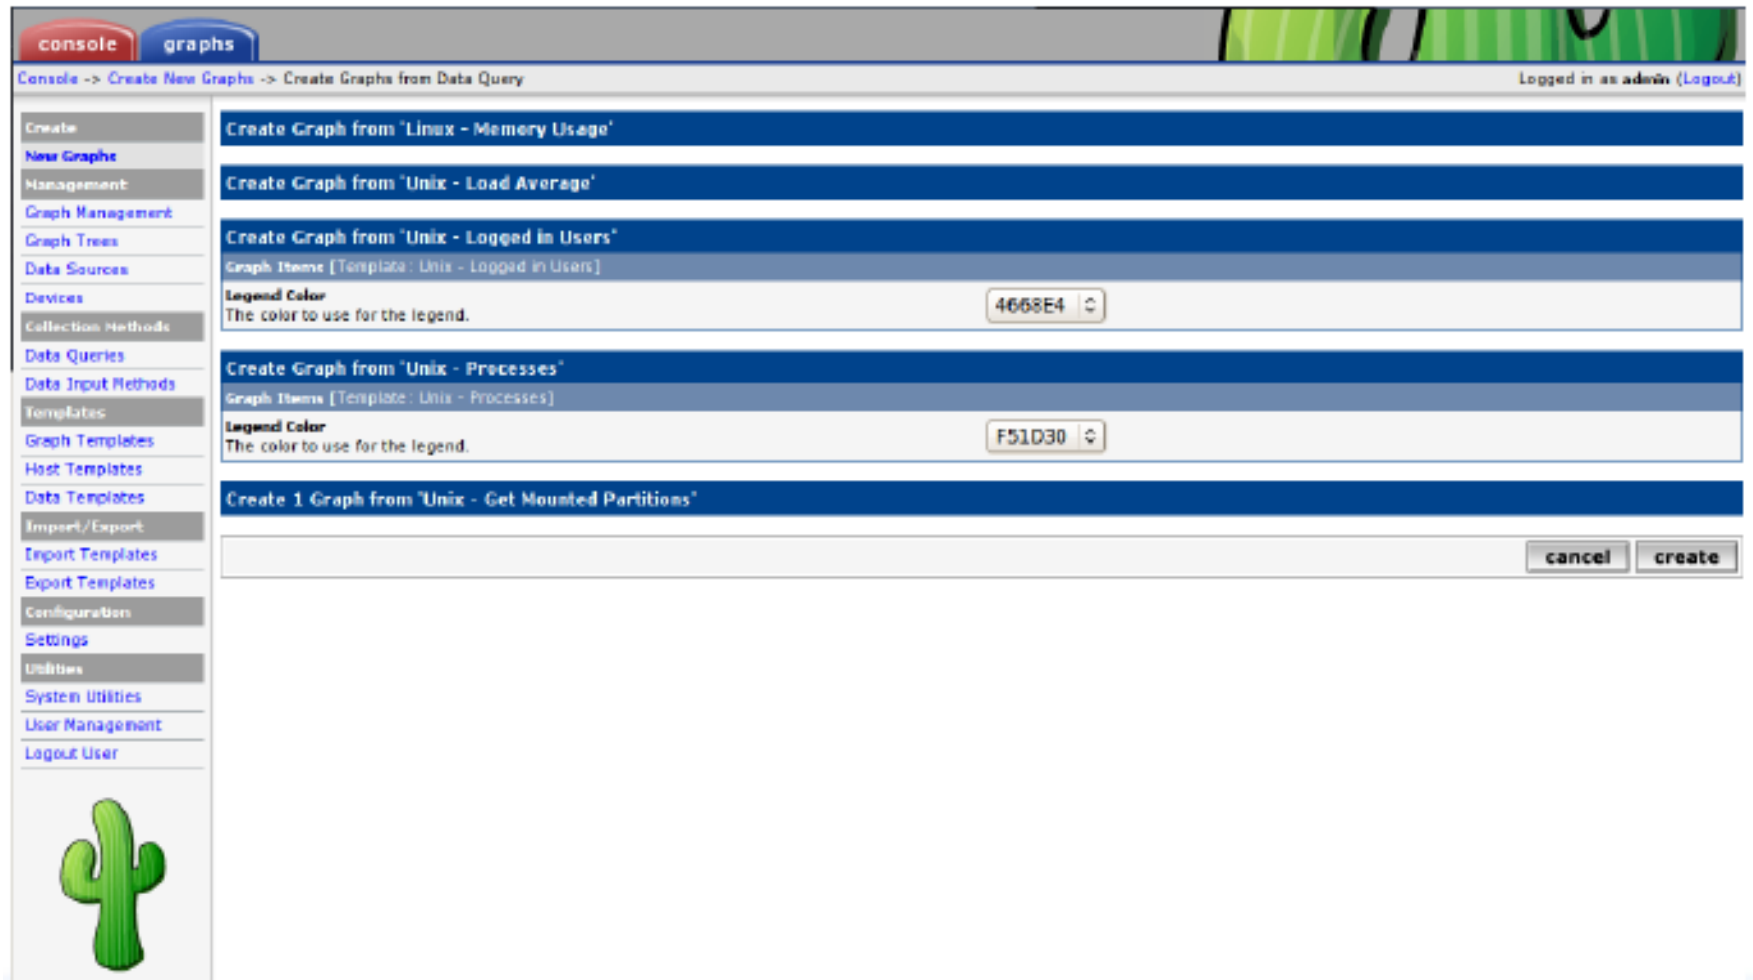 console graphs
Console -> Create New Graphs -> Create Graphs from Data Query
Logged in as admin (Logout)
Create
New Graphs
Management
Graph Management
Graph Trees
Data Sources
Devices
Collection Methods
Data Queries
Data Input Methods
Templates
Graph Templates
Host Templates
Data Templates
Import/Export
Import Templates
Export Templates
Configuration
Settings
Utilities
System Utilities
User Management
Logout User
Create Graph from 'Linux - Memory Usage'
Create Graph from 'Unix - Load Average'
Create Graph from 'Unix - Logged in Users'
Graph Items [Template: Unix - Logged in Users]
Legend Color
The color to use for the legend.
4668E4
Create Graph from 'Unix - Processes'
Graph Items [Template: Unix - Processes]
Legend Color
The color to use for the legend.
F51D30
Create 1 Graph from 'Unix - Get Mounted Partitions'
cancel create